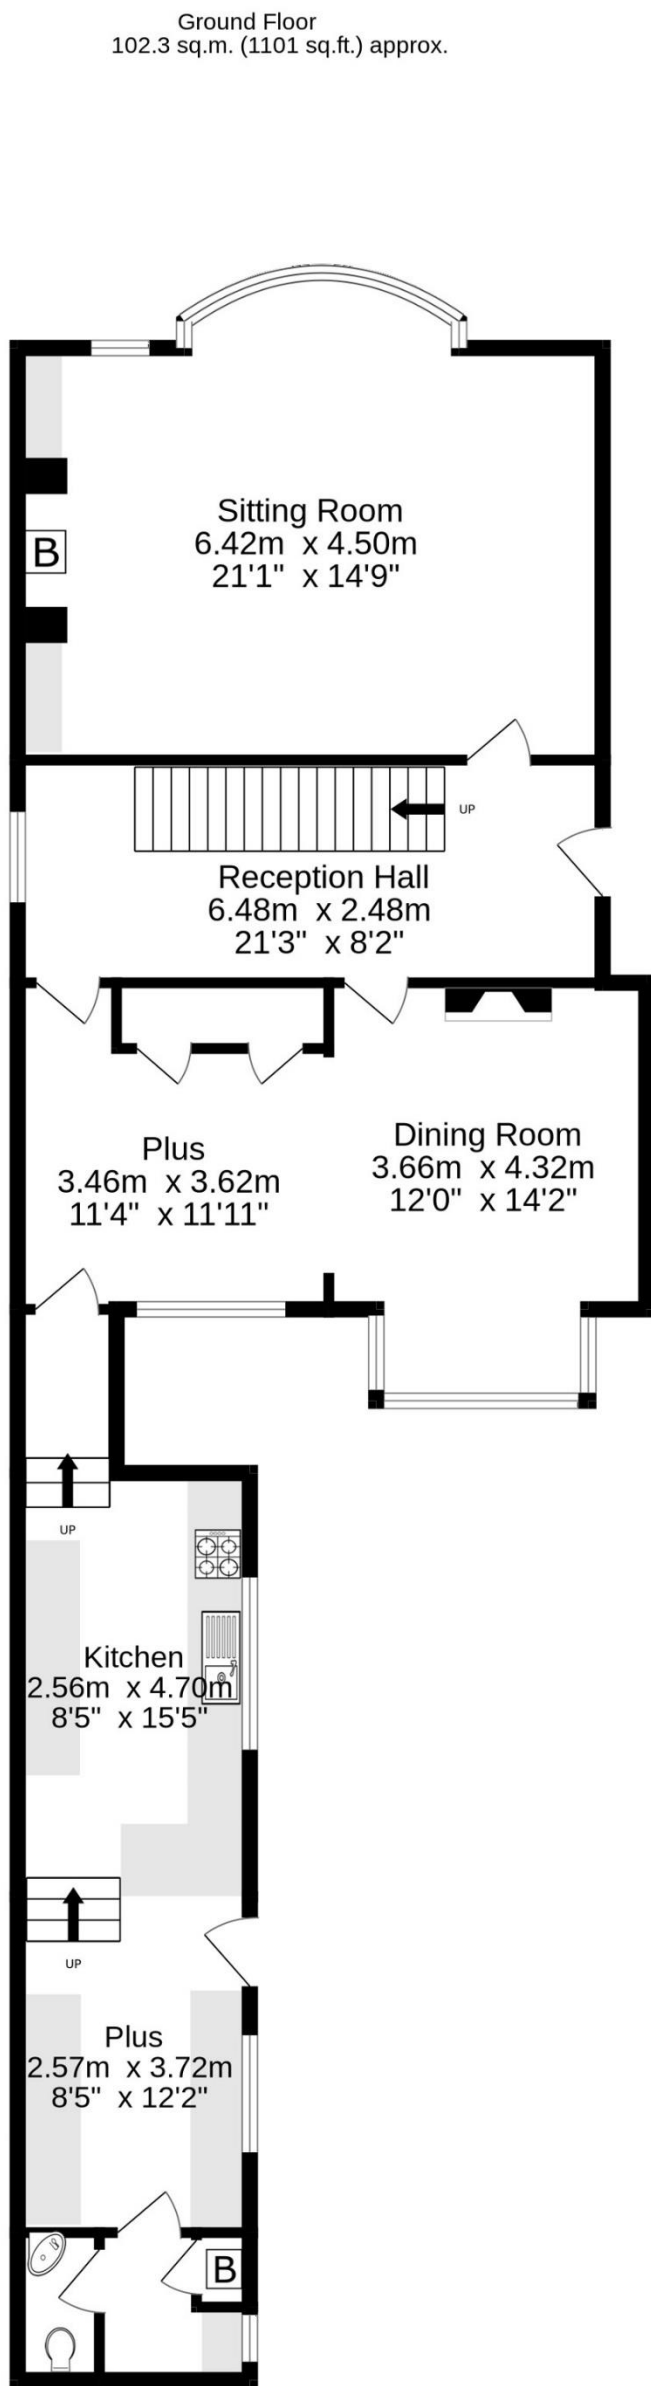 Ground Floor
102.3 sq.m. (1101 sq.ft.) approx.
Sitting Room
6.42m x 4.50m
21'1" x 14'9"
B
UP
Reception Hall
6.48m x 2.48m
21'3" x 8'2"
Plus
3.46m x 3.62m
11'4" x 11'11"
Dining Room
3.66m x 4.32m
12'0" x 14'2"
UP
Kitchen
2.56m x 4.70m
8'5" x 15'5"
UP
Plus
2.57m x 3.72m
8'5" x 12'2"
B